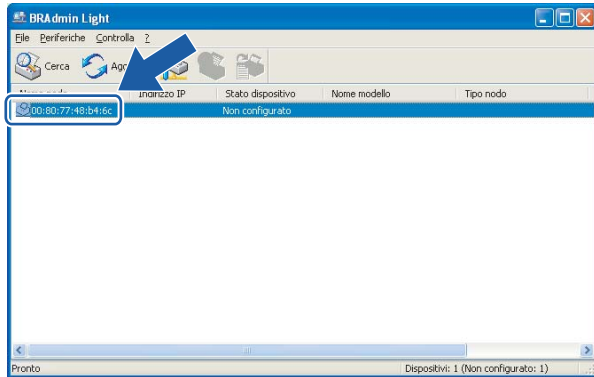 BRAdmin Light
File Periferiche Controlla ?
Cerca
Indirizzo IP Stato dispositivo Nome modello Tipo nodo
00:80:77:48:b4:6c Non configurato
Pronto Dispositivi: 1 (Non configurato: 1)